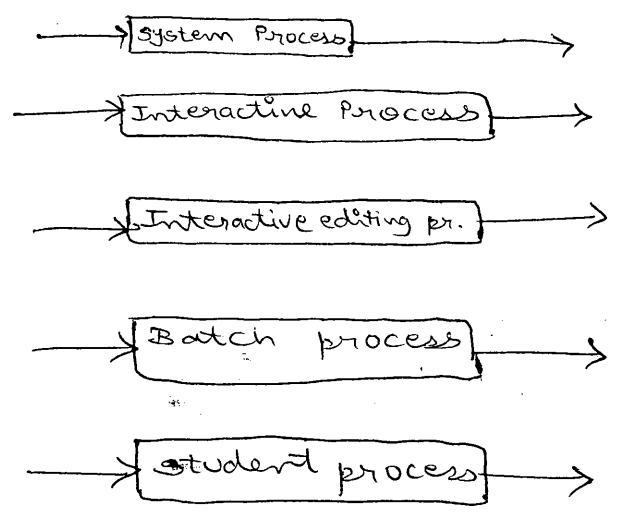 System Process
Interactive Process
Interactive editing pr.
Batch process
Student process